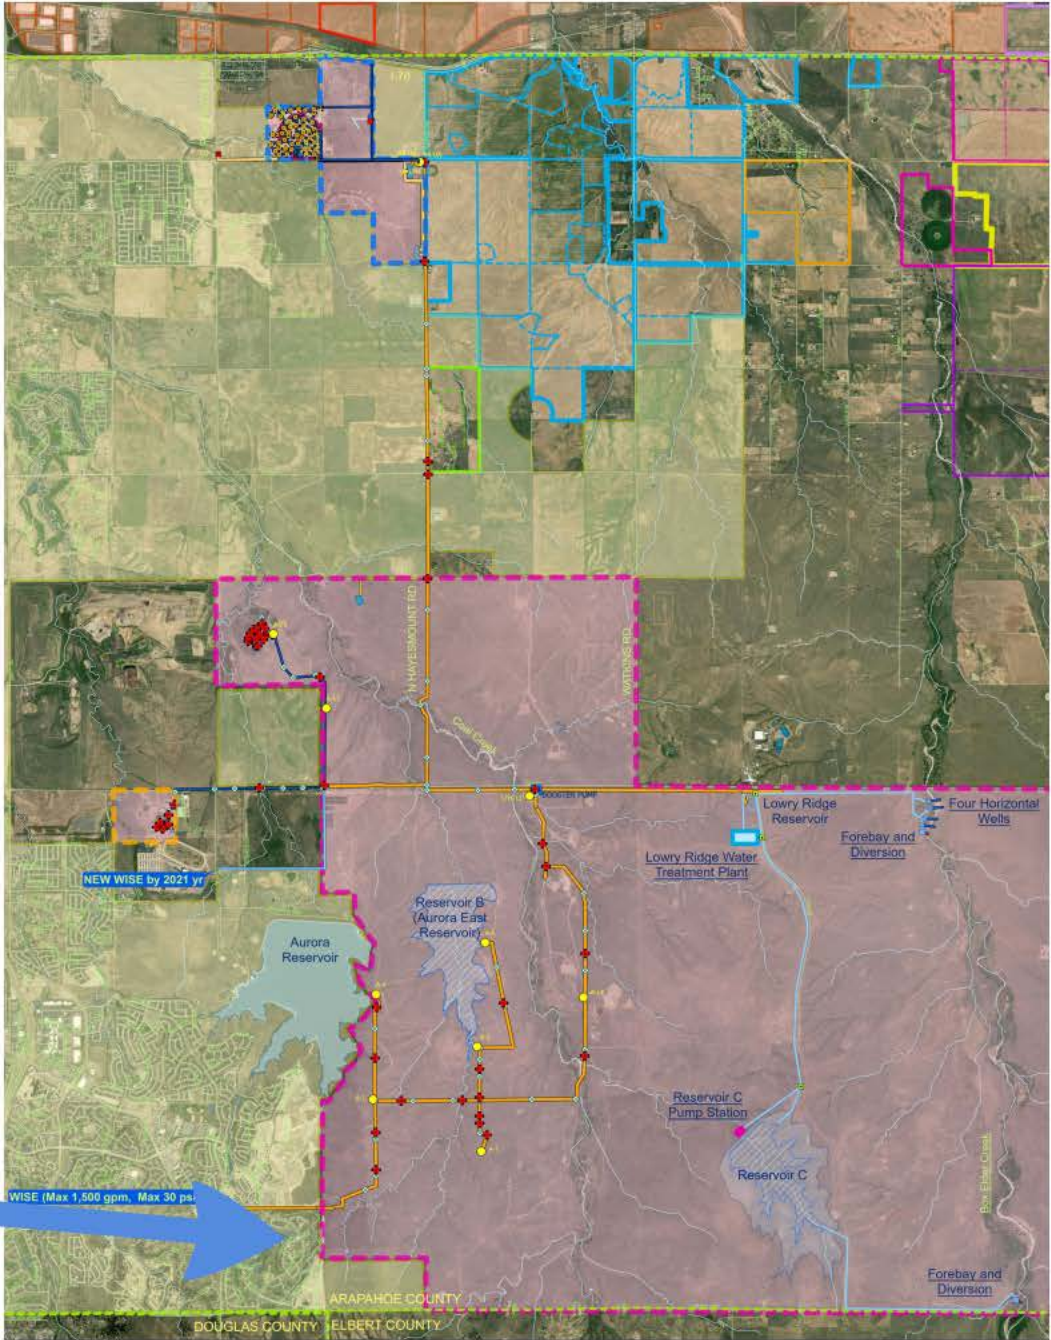 I-70
N HAYESMOUNT RD
WATKINS RD
Coal Creek
BOOSTER PUMP
Lowry Ridge
Reservoir
Four Horizontal
Wells
Forebay and
Diversion
Lowry Ridge Water
Treatment Plant
NEW WISE by 2021 yr
Reservoir B
(Aurora East
Reservoir)
Aurora
Reservoir
Reservoir C
Pump Station
Reservoir C
Box Elder Creek
WISE (Max 1,500 gpm, Max 30 ps
Forebay and
Diversion
ARAPAHOE COUNTY
DOUGLAS COUNTY
ELBERT COUNTY